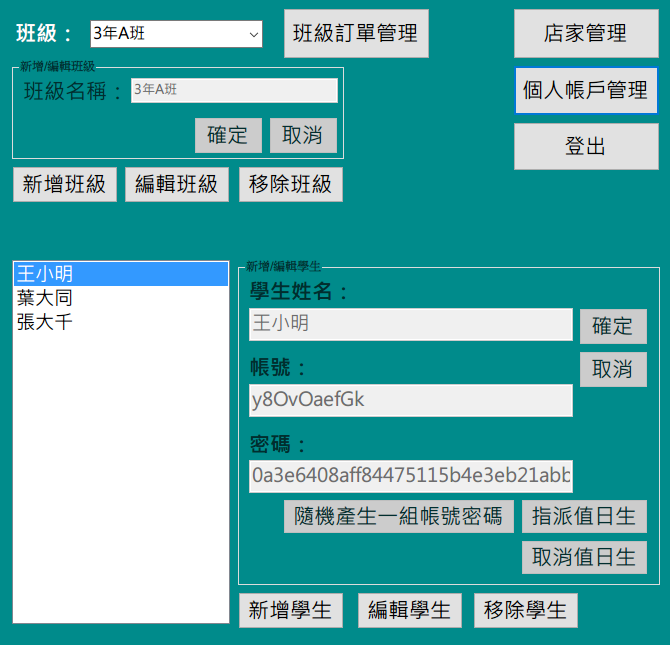 班級： 3年A班 班級訂單管理 店家管理
新增/編輯班級
班級名稱： 3年A班
個人帳戶管理
確定 取消
登出
新增班級 編輯班級 移除班級
王小明
葉大同
張大千
新增/編輯學生
學生姓名：
王小明
確定
取消
帳號：
y8OvOaefGk
密碼：
0a3e6408aff84475115b4e3eb21abb
隨機產生一組帳號密碼 指派值日生
取消值日生
新增學生 編輯學生 移除學生